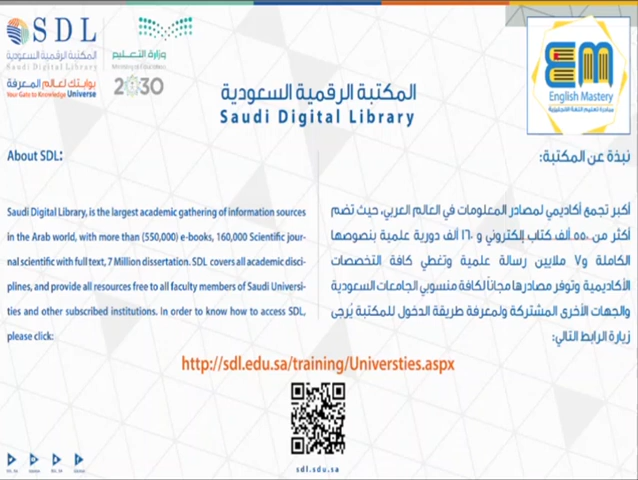 SDL
المكتبة الرقمية السعودية
Saudi Digital Library
بوابتك لعالم المعرفة
Your Gate to Knowledge Universe
وزارة التعليم
Ministry of Education
2030
EM
English Mastery
المكتبة الرقمية السعودية
Saudi Digital Library
About SDL:
Saudi Digital Library, is the largest academic gathering of information sources
in the Arab world, with more than (550,000) e-books, 160,000 Scientific jour-
nal scientific with full text, 7 Million dissertation. SDL covers all academic disci-
plines, and provide all resources free to all faculty members of Saudi Universi-
ties and other subscribed institutions. In order to know how to access SDL,
please click:
نبذة عن المكتبة:
أكبر تجمع أكاديمي لمصادر المعلومات في العالم العربي، حيث تضم
أكثر من ٥٥٠ ألف كتاب إلكتروني و ١٦٠ ألف دورية علمية بنصوصها
الكاملة و٧ ملايين رسالة علمية وتغطي كافة التخصصات
الأكاديمية وتوفر مصادرها مجاناً لكافة منسوبي الجامعات السعودية
والجهات الأخرى المشتركة ولمعرفة طريقة الدخول للمكتبة يُرجى
زيارة الرابط التالي:
http://sdl.edu.sa/training/Universties.aspx
sdl.sdu.sa